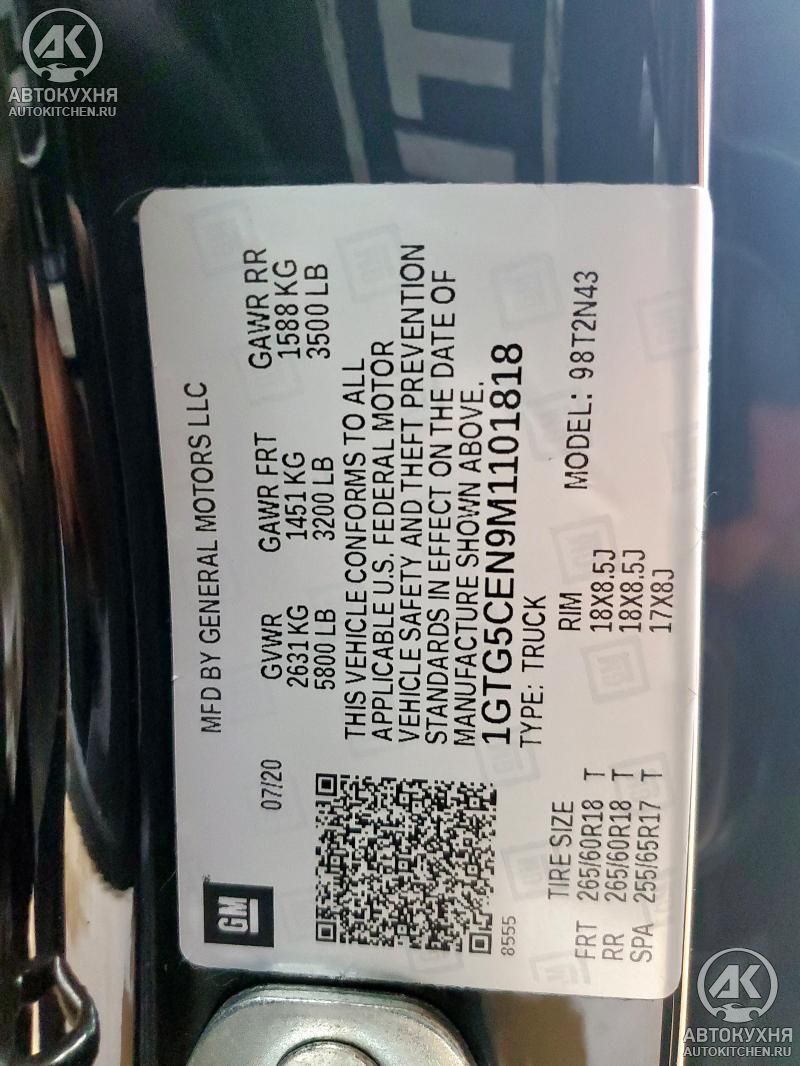 AK
АВТОКУХНЯ
AUTOKITCHEN.RU
IT
GM
MFD BY GENERAL MOTORS LLC
07/20
GVWR GAWR FRT GAWR RR
2631 KG 1451 KG 1588 KG
5800 LB 3200 LB 3500 LB
THIS VEHICLE CONFORMS TO ALL
APPLICABLE U.S. FEDERAL MOTOR
VEHICLE SAFETY AND THEFT PREVENTION
STANDARDS IN EFFECT ON THE DATE OF
MANUFACTURE SHOWN ABOVE.
1GTG5CEN9M1101818
8555
TYPE: TRUCK MODEL: 98T2N43
TIRE SIZE RIM
FRT 265/60R18 T 18X8.5J
RR 265/60R18 T 18X8.5J
SPA 255/65R17 T 17X8J
AK
АВТОКУХНЯ
AUTOKITCHEN.RU